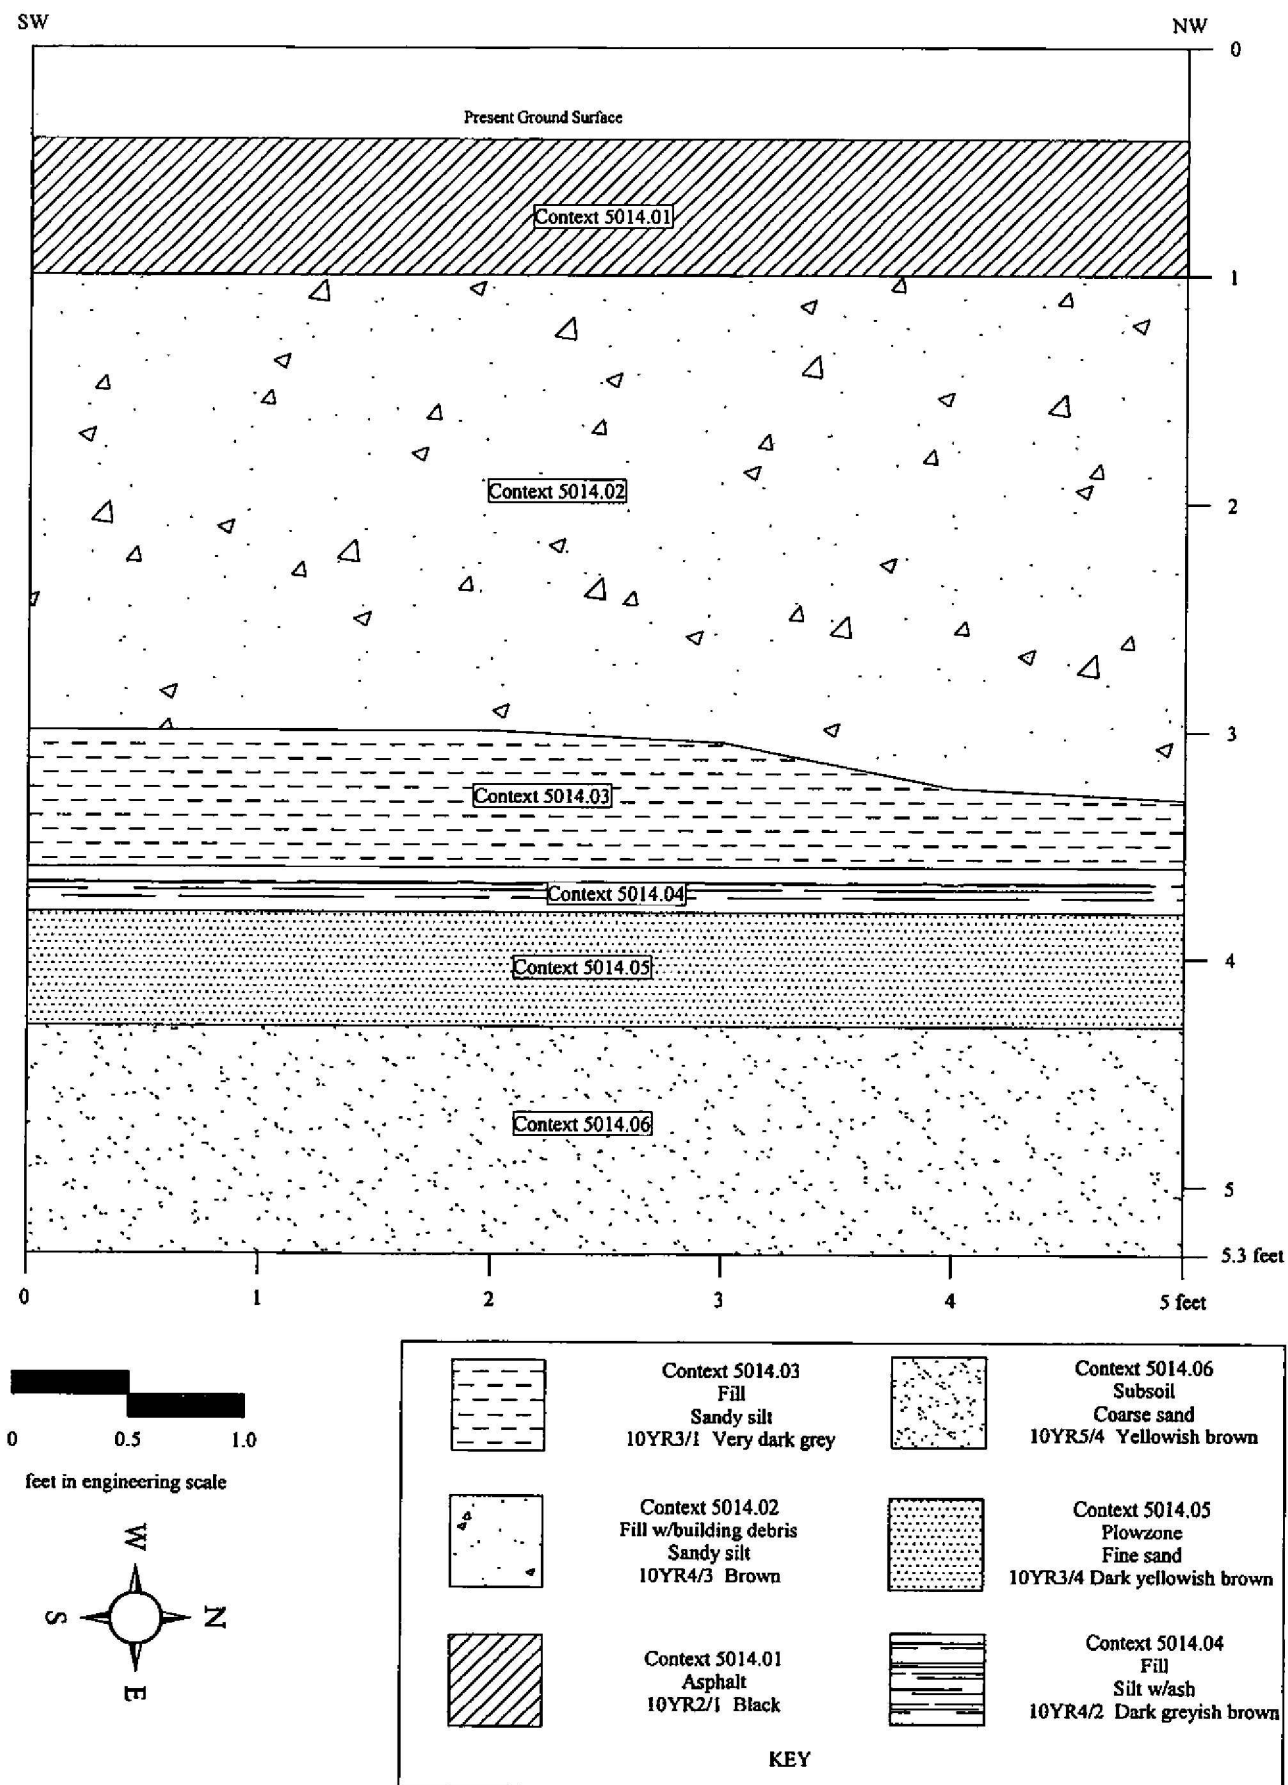 SW
NW
0
Present Ground Surface
Context 5014.01
1
Context 5014.02
2
3
Context 5014.03
Context 5014.04
Context 5014.05
4
Context 5014.06
5
5.3 feet
0
1
2
3
4
5 feet
0
0.5
1.0
feet in engineering scale
W
S
N
E
Context 5014.03
Fill
Sandy silt
10YR3/1 Very dark grey
Context 5014.06
Subsoil
Coarse sand
10YR5/4 Yellowish brown
Context 5014.02
Fill w/building debris
Sandy silt
10YR4/3 Brown
Context 5014.05
Plowzone
Fine sand
10YR3/4 Dark yellowish brown
Context 5014.01
Asphalt
10YR2/1 Black
Context 5014.04
Fill
Silt w/ash
10YR4/2 Dark greyish brown
KEY